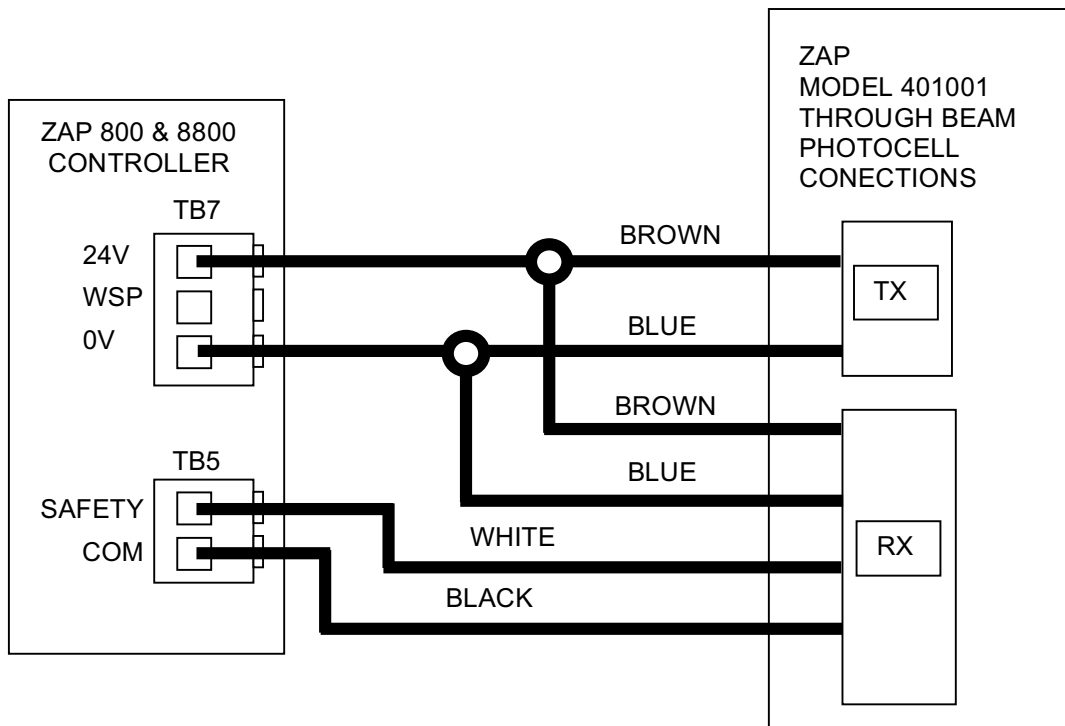 ZAP
MODEL 401001
THROUGH BEAM
PHOTOCELL
CONECTIONS
ZAP 800 & 8800
CONTROLLER
TB7
24V
WSP
0V
BROWN
TX
BLUE
BROWN
BLUE
TB5
SAFETY
COM
WHITE
BLACK
RX